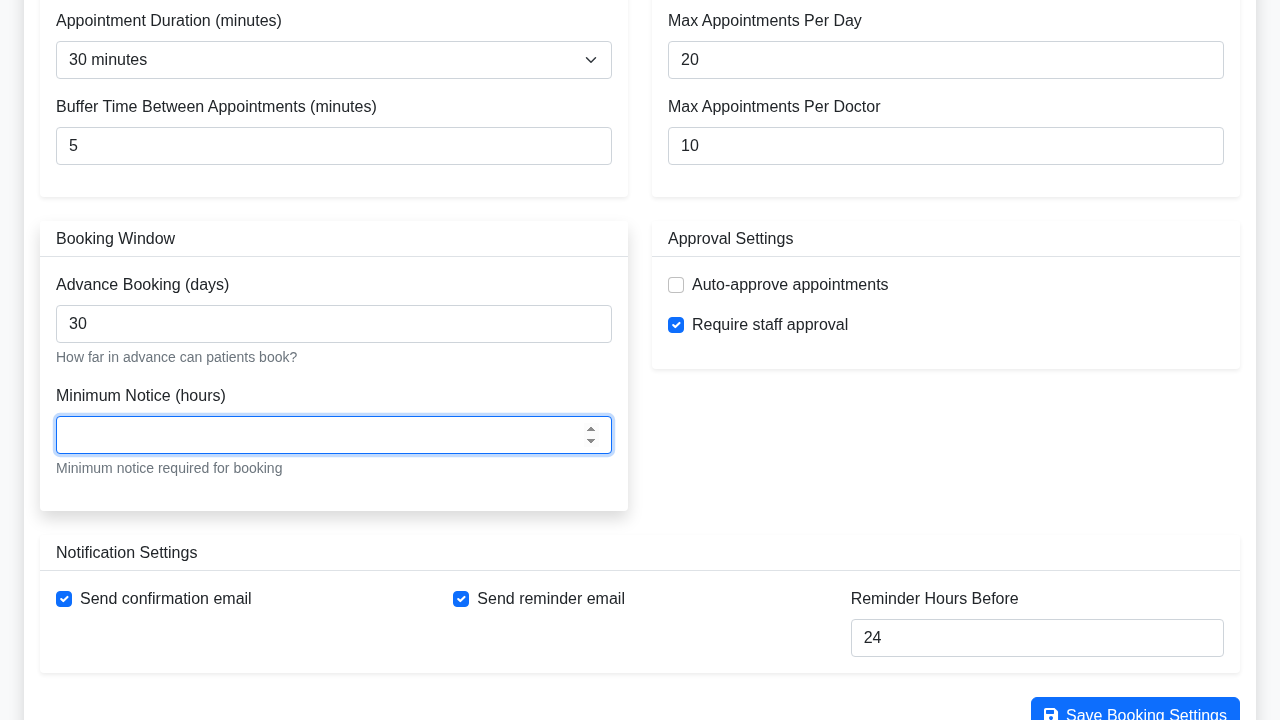 Appointment Duration (minutes)
30 minutes
Buffer Time Between Appointments (minutes)
5
Max Appointments Per Day
20
Max Appointments Per Doctor
10
Booking Window
Advance Booking (days)
30
How far in advance can patients book?
Minimum Notice (hours)
Minimum notice required for booking
Approval Settings
Auto-approve appointments
Require staff approval
Notification Settings
Send confirmation email
Send reminder email
Reminder Hours Before
24
Save Booking Settings